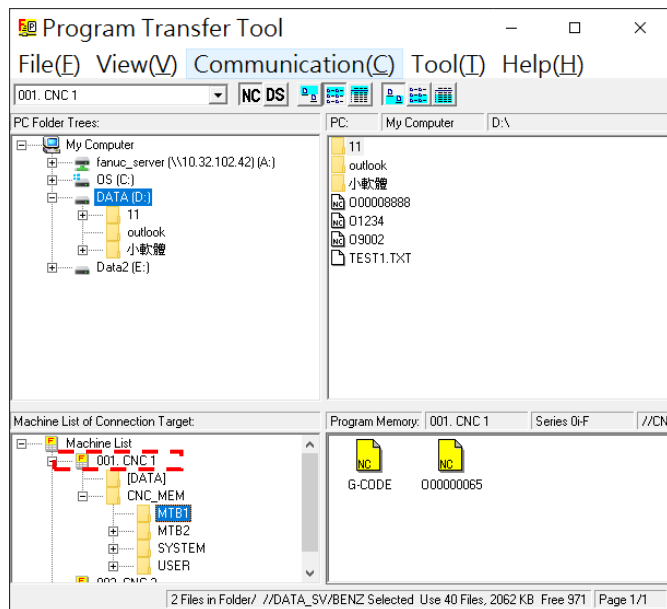 Program Transfer Tool
File(F) View(V) Communication(C) Tool(T) Help(H)
001. CNC 1 NC DS
PC Folder Trees:
My Computer
fanuc_server (\\10.32.102.42) (A:)
OS (C:)
DATA (D:)
11
outlook
小軟體
Data2 (E:)
PC: My Computer D:\
11
outlook
小軟體
O00008888
O1234
O9002
TEST1.TXT
Machine List of Connection Target:
Machine List
001. CNC 1
[DATA]
CNC_MEM
MTB1
MTB2
SYSTEM
USER
Program Memory: 001. CNC 1 Series 0i-F //CN
NC NC
G-CODE O00000065
2 Files in Folder/ //DATA_SV/BENZ Selected Use 40 Files, 2062 KB Free 971 Page 1/1